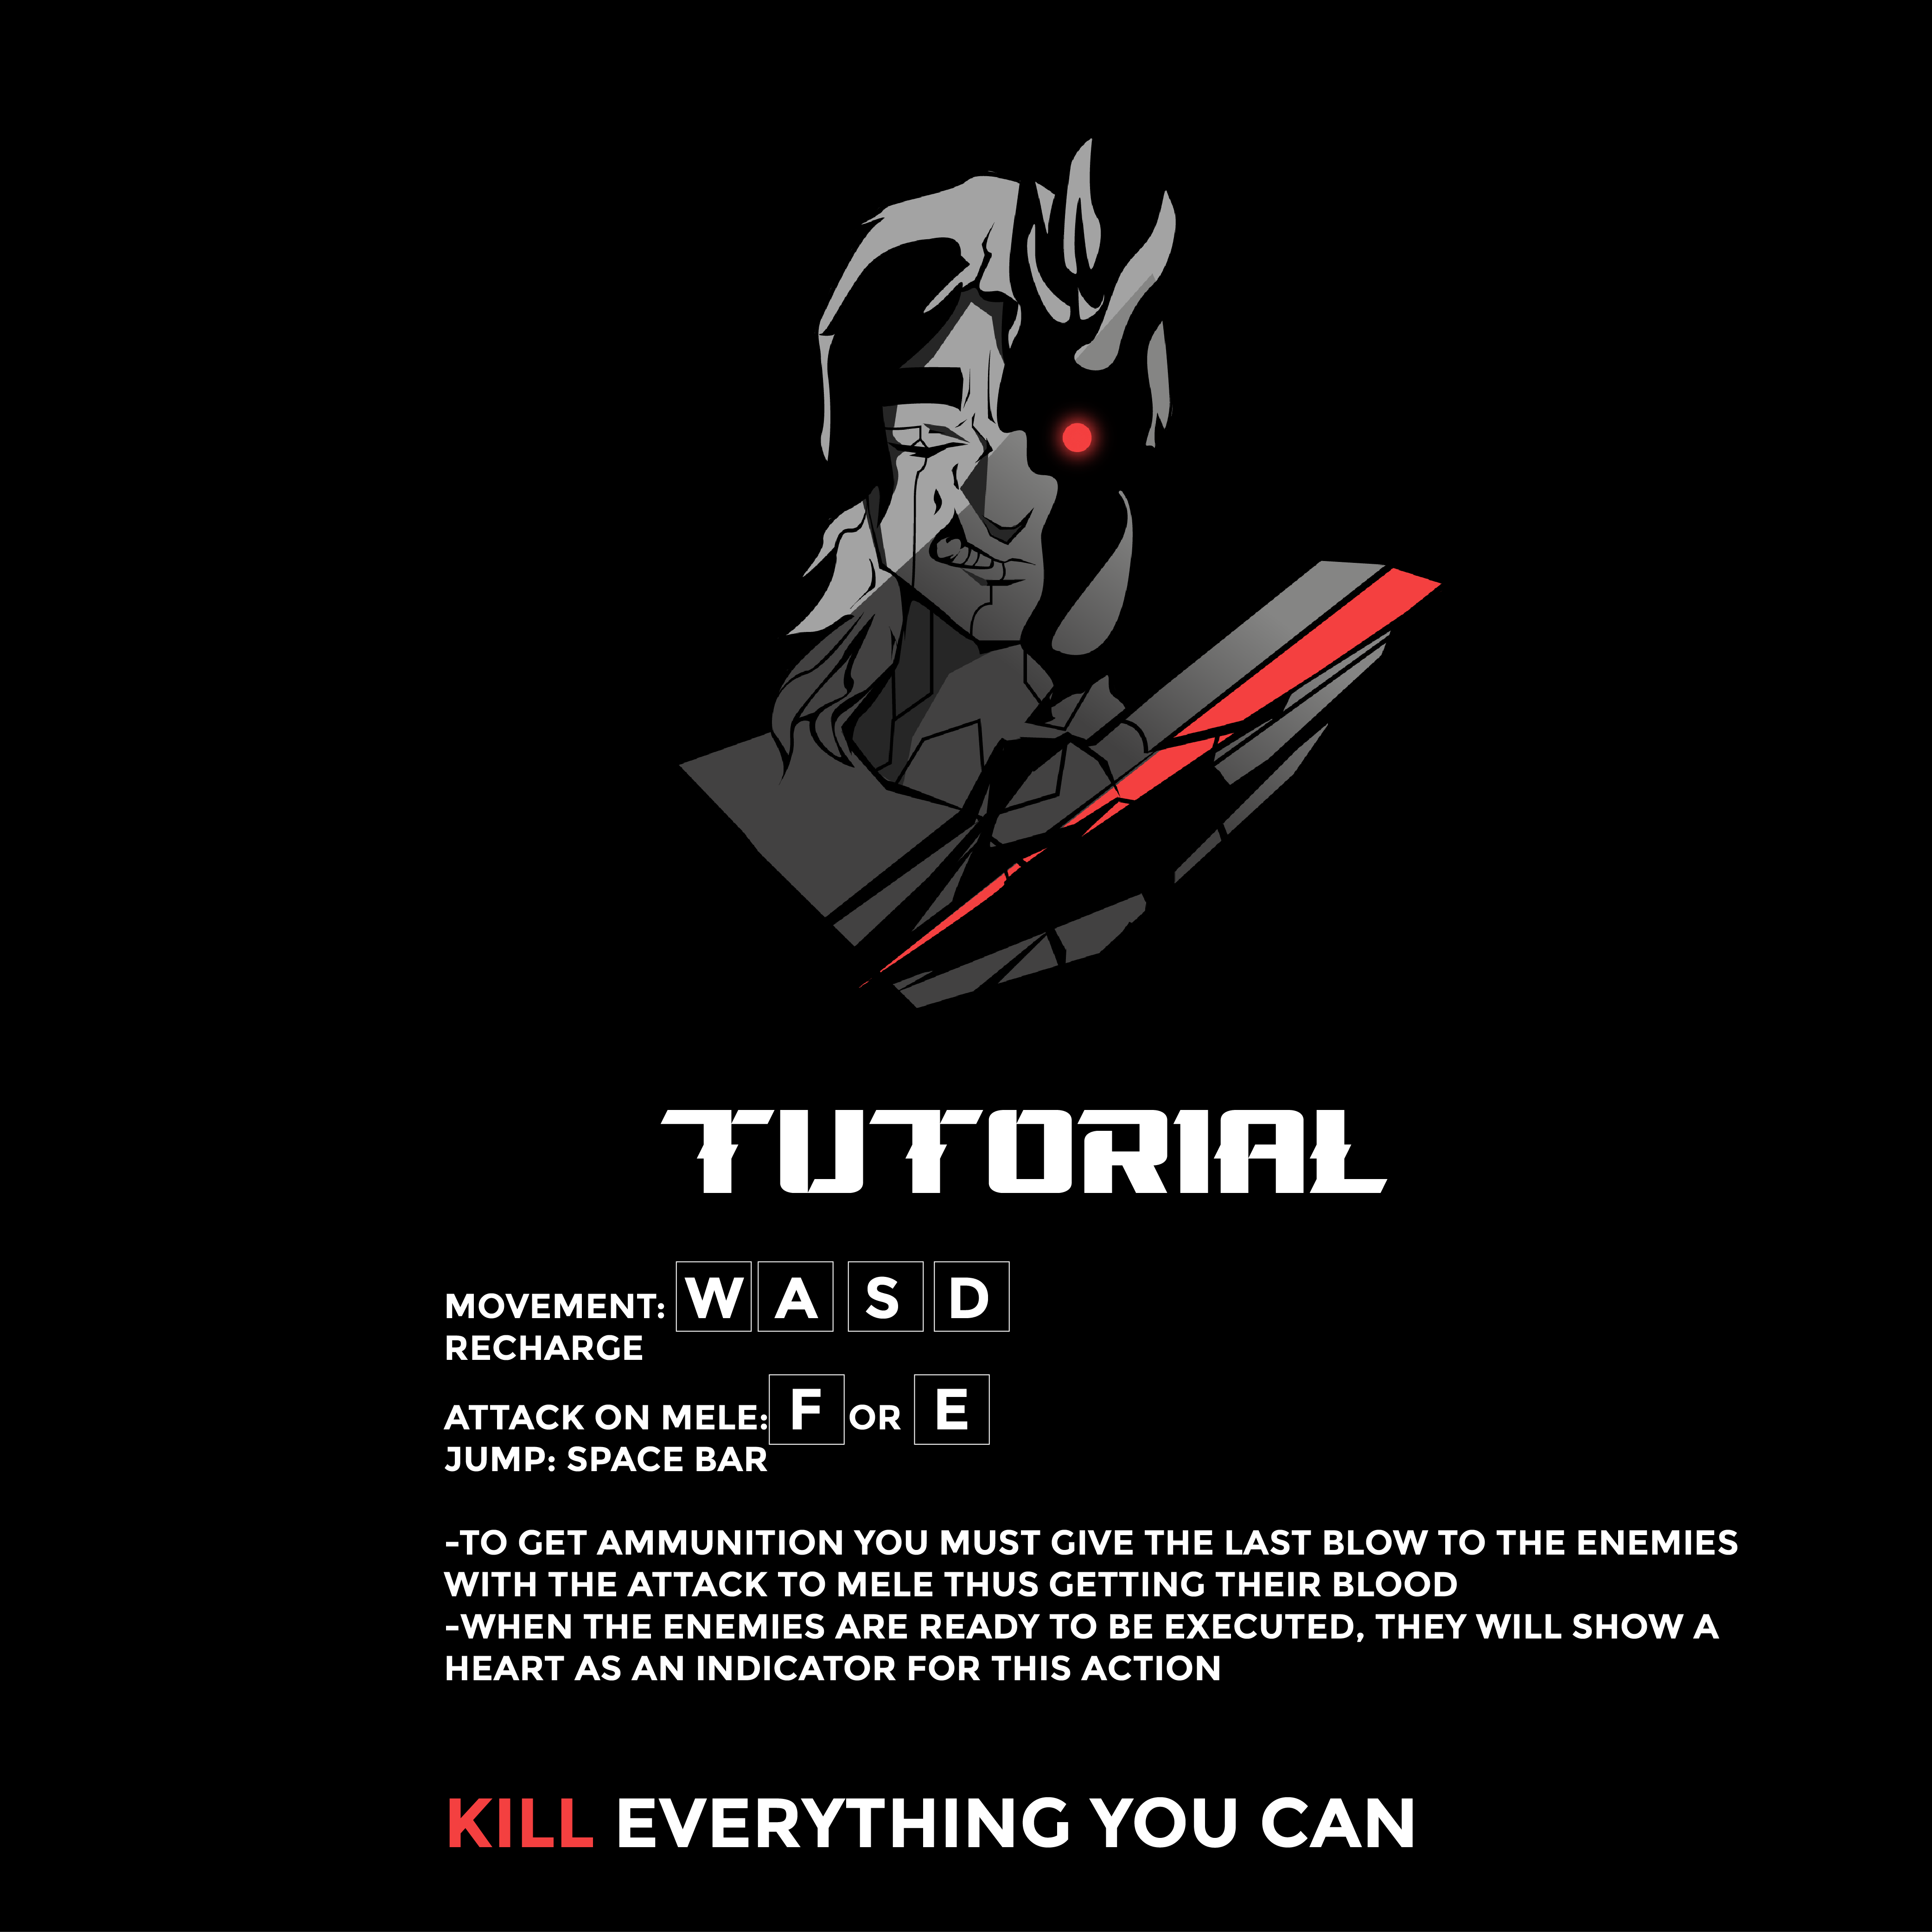 TUTORIAL
MOVEMENT: W A S D
RECHARGE
ATTACK ON MELE: F OR E
JUMP: SPACE BAR
-TO GET AMMUNITION YOU MUST GIVE THE LAST BLOW TO THE ENEMIES
WITH THE ATTACK TO MELE THUS GETTING THEIR BLOOD
-WHEN THE ENEMIES ARE READY TO BE EXECUTED, THEY WILL SHOW A
HEART AS AN INDICATOR FOR THIS ACTION
KILL EVERYTHING YOU CAN